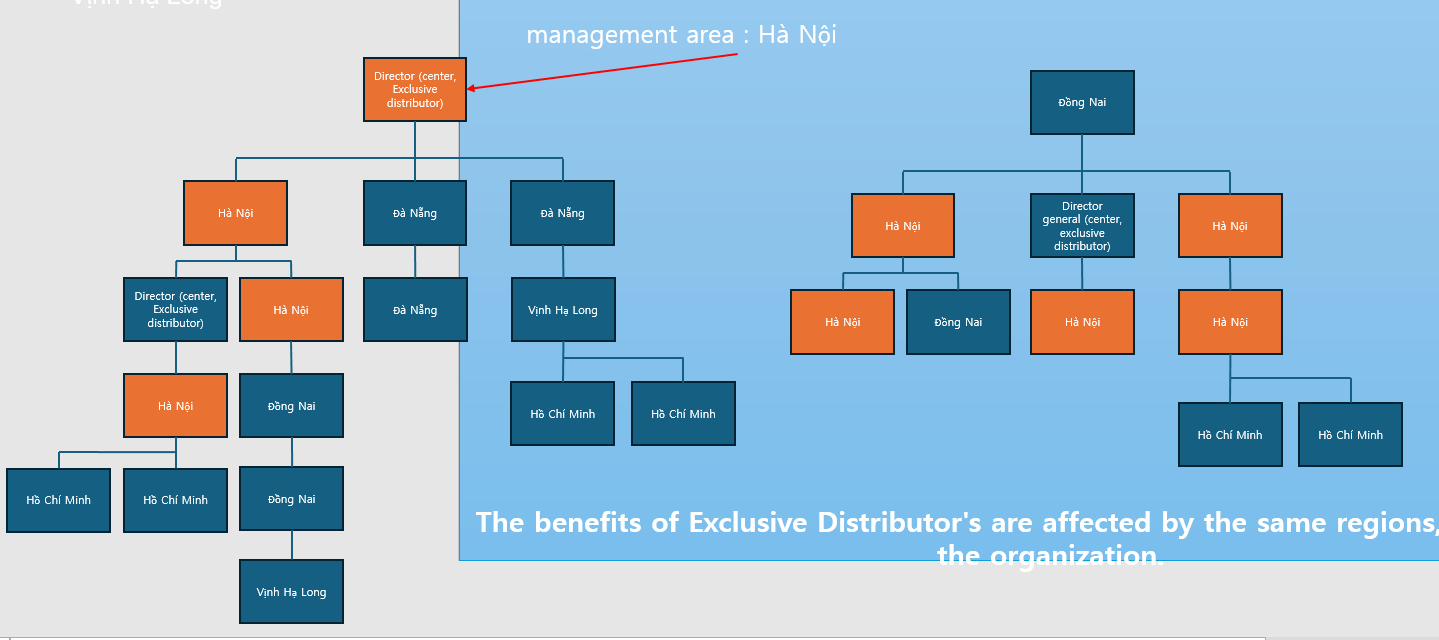 Vịnh Hạ Long
management area : Hà Nội
Director (center,
Exclusive
distributor)
Đồng Nai
Hà Nội
Đà Nẵng
Đà Nẵng
Hà Nội
Director
general (center,
exclusive
distributor)
Hà Nội
Director (center,
Exclusive
distributor)
Hà Nội
Đà Nẵng
Vịnh Hạ Long
Hà Nội
Đồng Nai
Hà Nội
Hà Nội
Hà Nội
Đồng Nai
Hồ Chí Minh
Hồ Chí Minh
Hồ Chí Minh
Hồ Chí Minh
Hồ Chí Minh
Hồ Chí Minh
Đồng Nai
The benefits of Exclusive Distributor's are affected by the same regions,
the organization.
Vịnh Hạ Long